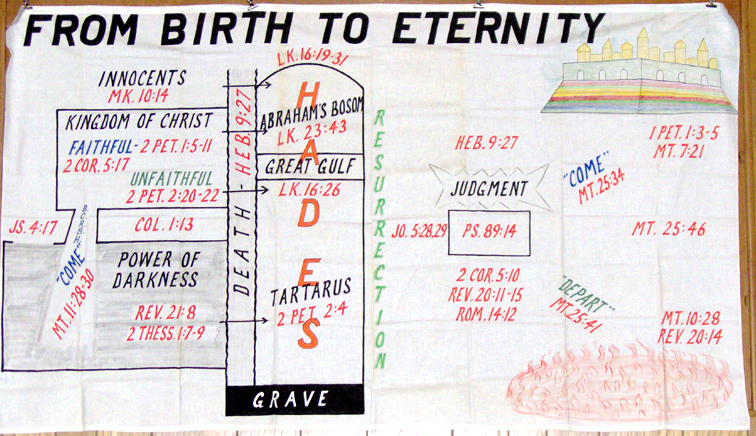 FROM BIRTH TO ETERNITY
INNOCENTS
MK. 10:14
KINGDOM OF CHRIST
FAITHFUL - 2 PET. 1:5-11
2 COR. 5:17
UNFAITHFUL
2 PET. 2:20-22
JS. 4:17
COL. 1:13
"COME"
MT. 11:28-30
POWER OF
DARKNESS
REV. 21:8
2 THESS. 1:7-9
DEATH - HEB. 9:27
LK. 16:19-31
HADES
ABRAHAM'S BOSOM
LK. 23:43
GREAT GULF
LK. 16:26
TARTARUS
2 PET. 2:4
GRAVE
RESURRECTION
HEB. 9:27
JUDGMENT
JO. 5:28,29
PS. 89:14
2 COR. 5:10
REV. 20:11-15
ROM. 14:12
"COME"
MT. 25:34
"DEPART"
MT. 25:41
1 PET. 1:3-5
MT. 7:21
MT. 25:46
MT. 10:28
REV. 20:14